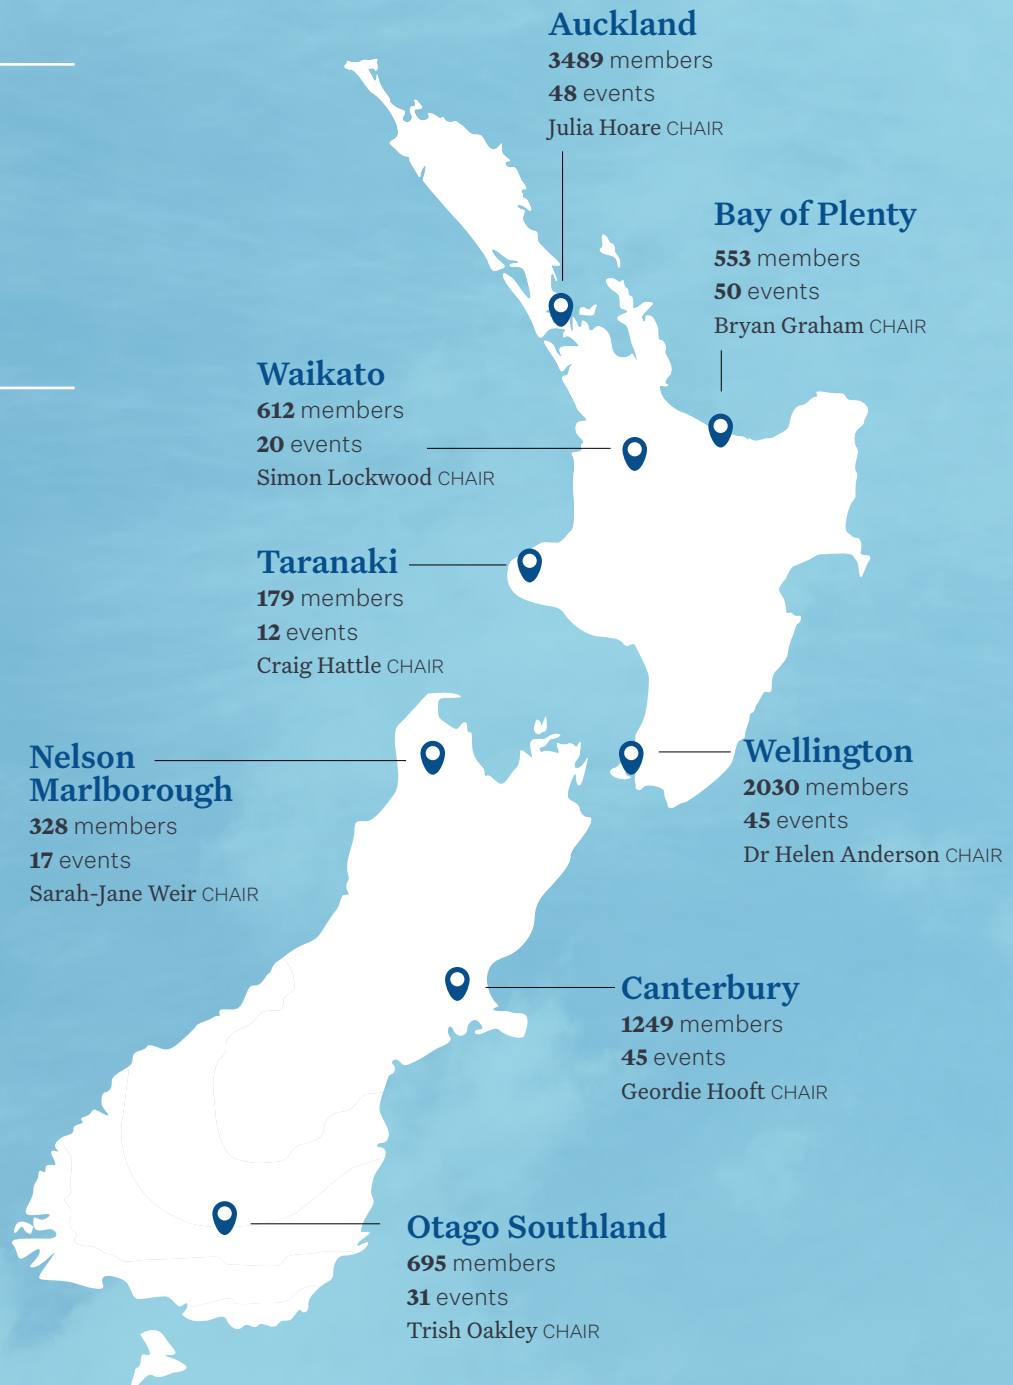 Auckland
3489 members
48 events
Julia Hoare CHAIR
Bay of Plenty
553 members
50 events
Bryan Graham CHAIR
Waikato
612 members
20 events
Simon Lockwood CHAIR
Taranaki
179 members
12 events
Craig Hattle CHAIR
Nelson
Marlborough
328 members
17 events
Sarah-Jane Weir CHAIR
Wellington
2030 members
45 events
Dr Helen Anderson CHAIR
Canterbury
1249 members
45 events
Geordie Hooft CHAIR
Otago Southland
695 members
31 events
Trish Oakley CHAIR